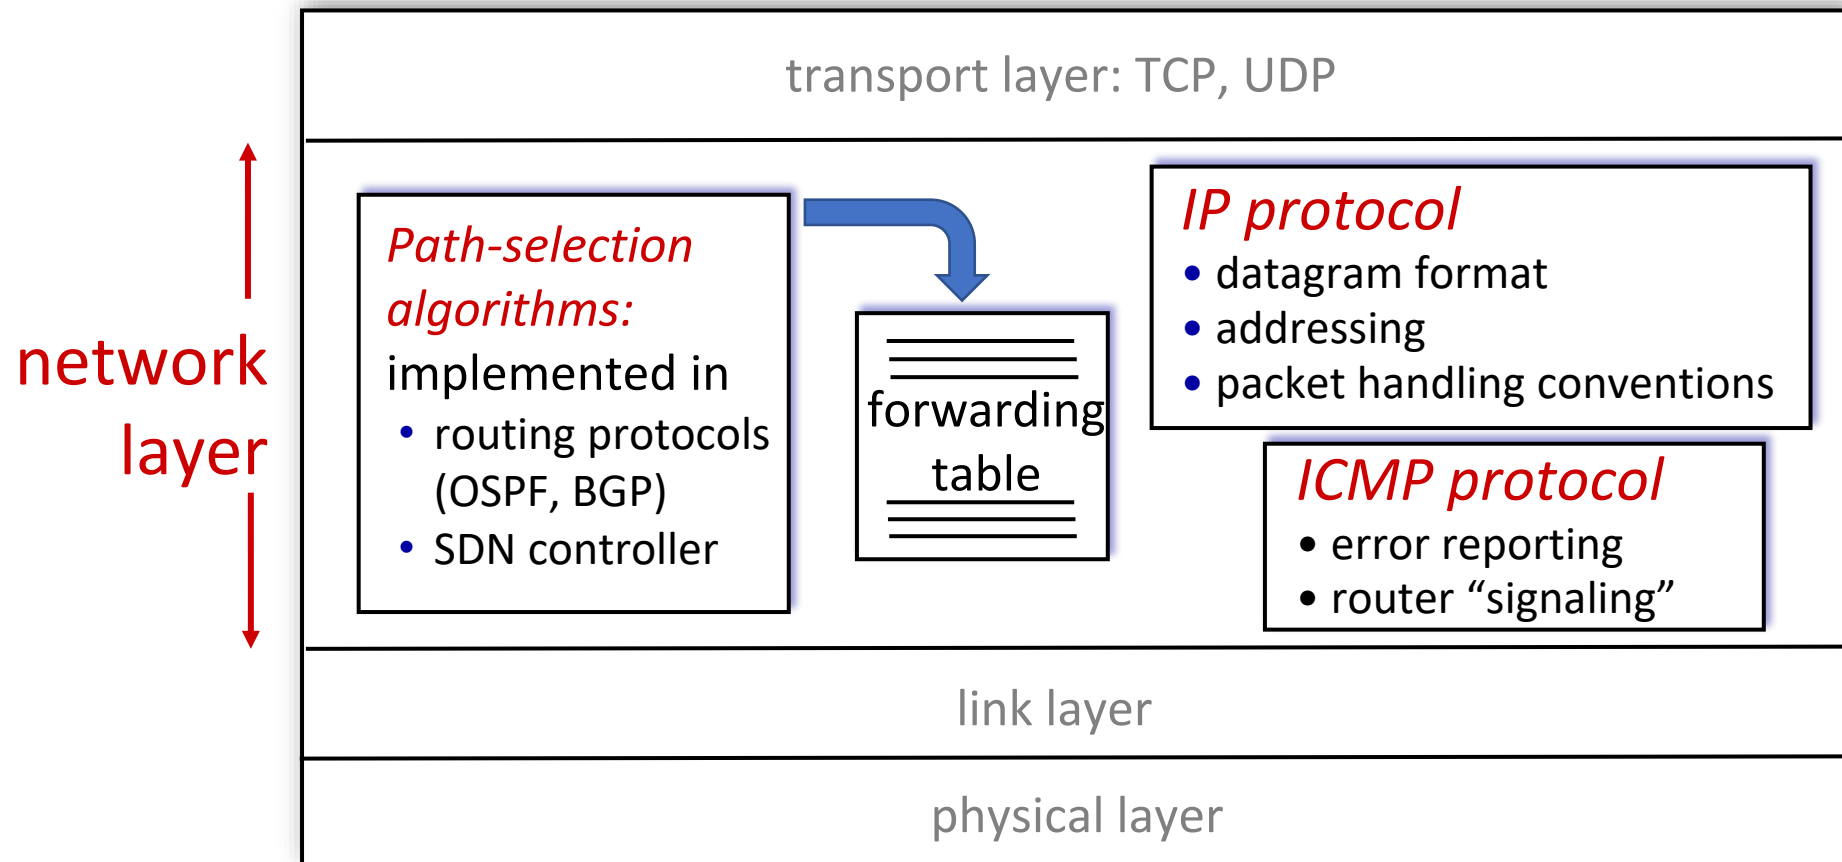 transport layer: TCP, UDP
network
layer
Path-selection
algorithms:
implemented in
• routing protocols
(OSPF, BGP)
• SDN controller
forwarding
table
IP protocol
• datagram format
• addressing
• packet handling conventions
ICMP protocol
• error reporting
• router “signaling”
link layer
physical layer